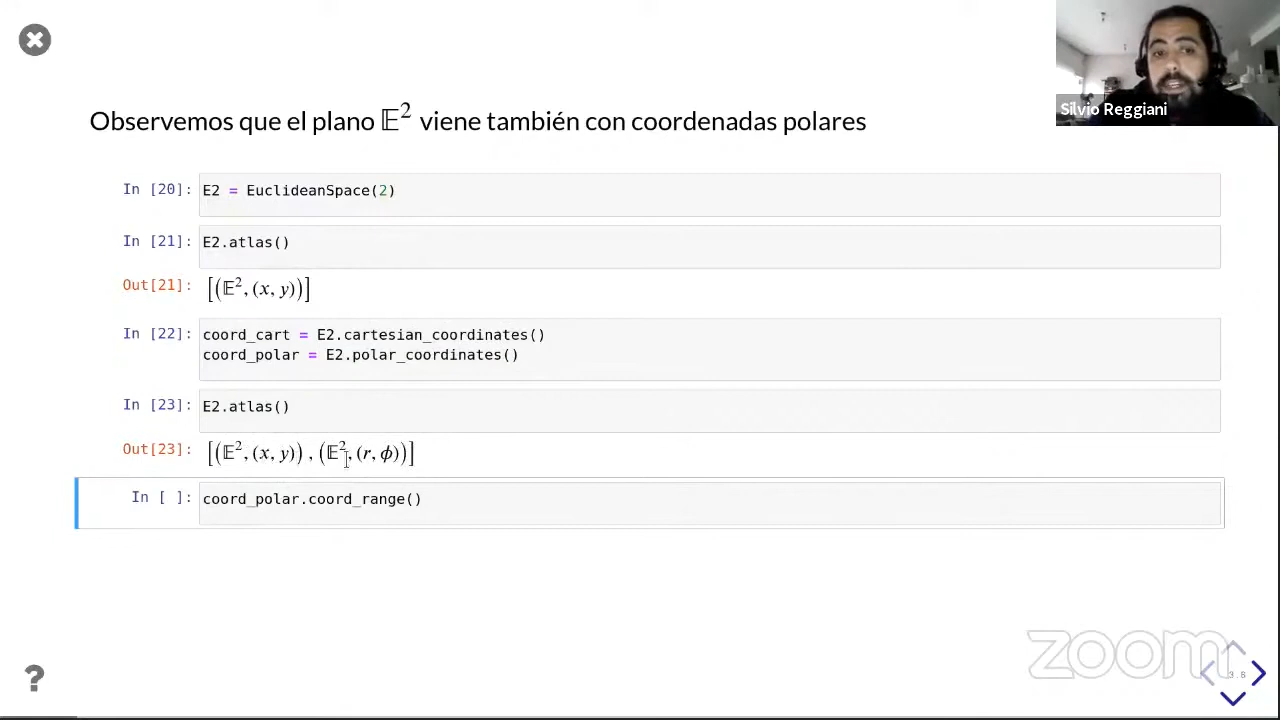 Silvio Reggiani
Observemos que el plano 𝔼² viene también con coordenadas polares
In [20]: E2 = EuclideanSpace(2)
In [21]: E2.atlas()
Out[21]: [(𝔼², (x, y))]
In [22]: coord_cart = E2.cartesian_coordinates()
coord_polar = E2.polar_coordinates()
In [23]: E2.atlas()
Out[23]: [(𝔼², (x, y)), (𝔼², (r, ϕ))]
In [ ]: coord_polar.coord_range()
zoom
?